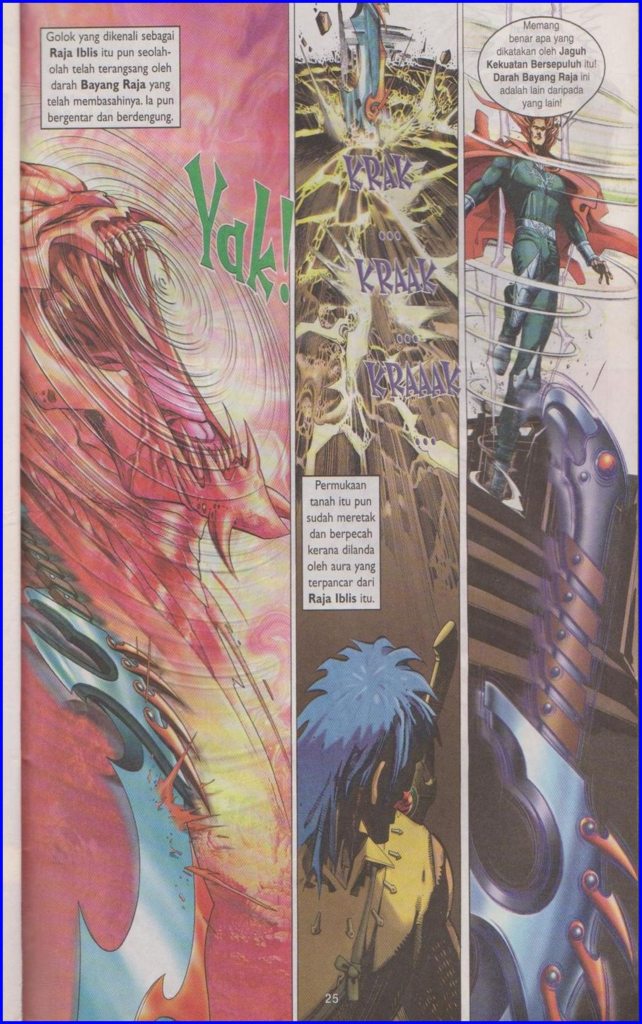 Golok yang dikenali sebagai
Raja Iblis itu pun seolah-
olah telah terangsang oleh
darah Bayang Raja yang
telah membasahinya. Ia pun
bergentar dan berdengung.
Yak!
KRAK
...
KRAAK
...
KRAAAK
Permukaan
tanah itu pun
sudah meretak
dan berpecah
kerana dilanda
oleh aura yang
terpancar dari
Raja Iblis itu.
Memang
benar apa yang
dikatakan oleh Jaguh
Kekuatan Bersepuluh itu!
Darah Bayang Raja ini
adalah lain daripada
yang lain!
25